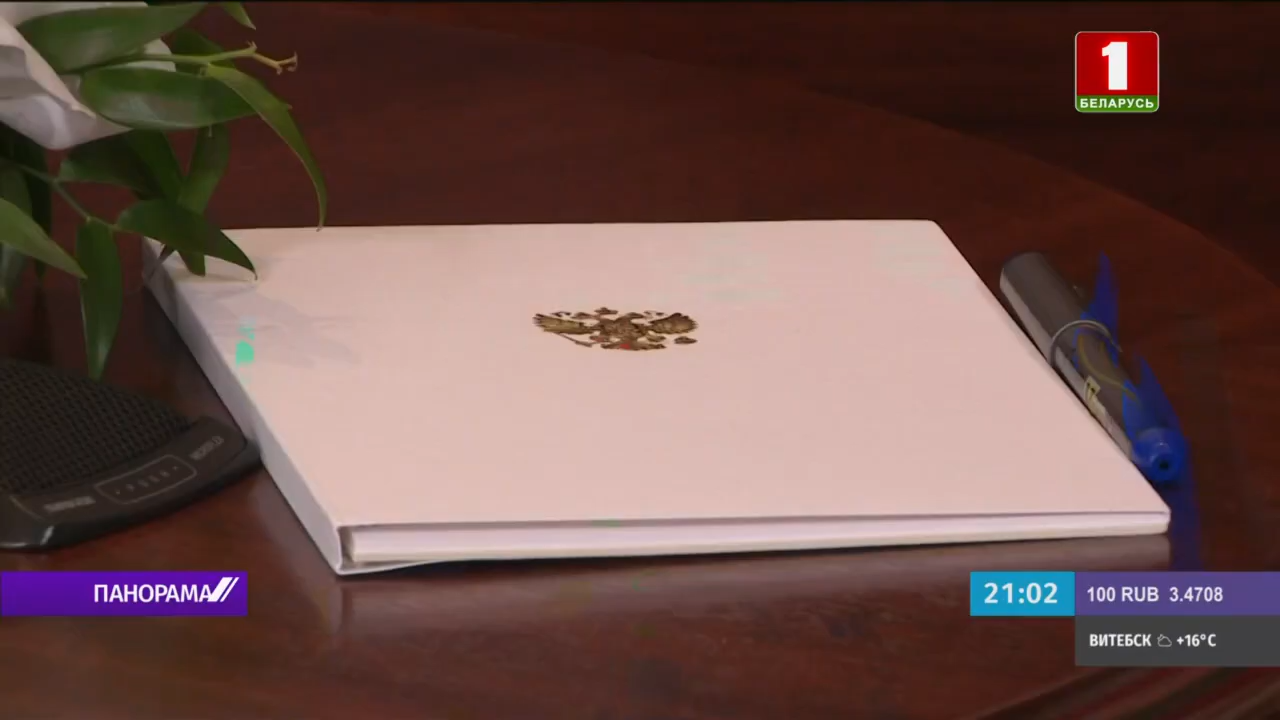 1
БЕЛАРУСЬ
ПАНОРАМА
21:02
100 RUB 3.4708
ВИТЕБСК +16°C